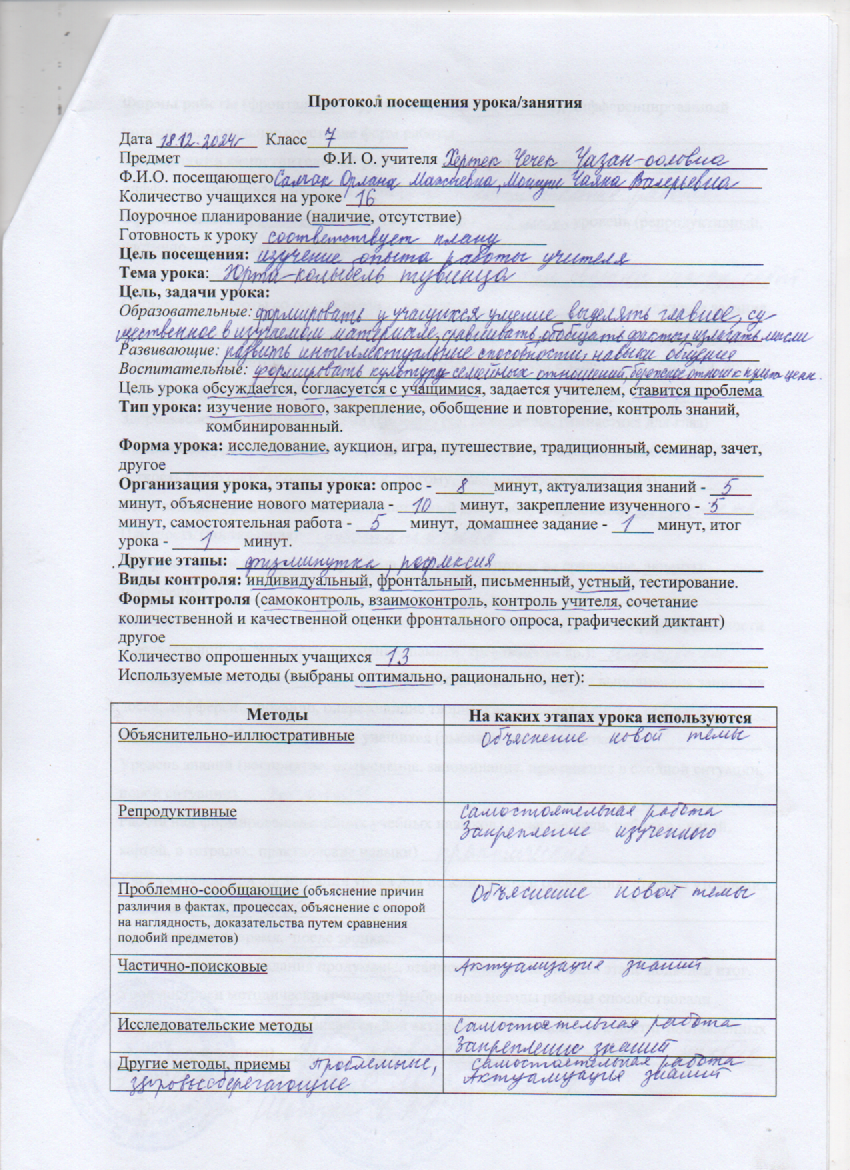 Протокол посещения урока/занятия
Дата 18.12.2024г Класс 7
Предмет ____________ Ф.И. О. учителя Хертек Чечек Чазан-ооловна
Ф.И.О. посещающего Салчак Орлана Маадыевна, Монгуш Чаяна Валерьевна
Количество учащихся на уроке 16
Поурочное планирование (наличие, отсутствие)
Готовность к уроку соответствует плану
Цель посещения: изучение опыта работы учителя
Тема урока: Юрта-колыбель тувинца
Цель, задачи урока:
Образовательные: формировать у учащихся умение выделять главное, су
щественное в изучаемом материале, сравнивать, обобщать факты, излагать мысли
Развивающие: развить интеллектуальные способности, навыки общения
Воспитательные: формировать культуру семейных отношений, бережное отнош к
Цель урока обсуждается, согласуется с учащимися, задается учителем, ставится проблема
Тип урока: изучение нового, закрепление, обобщение и повторение, контроль знаний,
комбинированный.
Форма урока: исследование, аукцион, игра, путешествие, традиционный, семинар, зачет,
другое
Организация урока, этапы урока: опрос - 8 минут, актуализация знаний - 5
минут, объяснение нового материала - 10 минут, закрепление изученного - 5
минут, самостоятельная работа - 5 минут, домашнее задание - 1 минут, итог
урока - 1 минут.
Другие этапы: физминутка, рефлексия
Виды контроля: индивидуальный, фронтальный, письменный, устный, тестирование.
Формы контроля (самоконтроль, взаимоконтроль, контроль учителя, сочетание
количественной и качественной оценки фронтального опроса, графический диктант)
другое
Количество опрошенных учащихся 13
Используемые методы (выбраны оптимально, рационально, нет):
Методы На каких этапах урока используются
Объяснительно-иллюстративные Объяснение новой темы
Репродуктивные Самостоятельная работа
Закрепление изученного
Проблемно-сообщающие (объяснение причин Объяснение новой темы
различия в фактах, процессах, объяснение с опорой
на наглядность, доказательства путем сравнения
подобий предметов)
Частично-поисковые Актуализация знаний
Исследовательские методы Самостоятельная работа
Закрепление знаний
Другие методы, приемы Проблемные, Самостоятельная работа
здоровьсберегающие Актуализация знаний